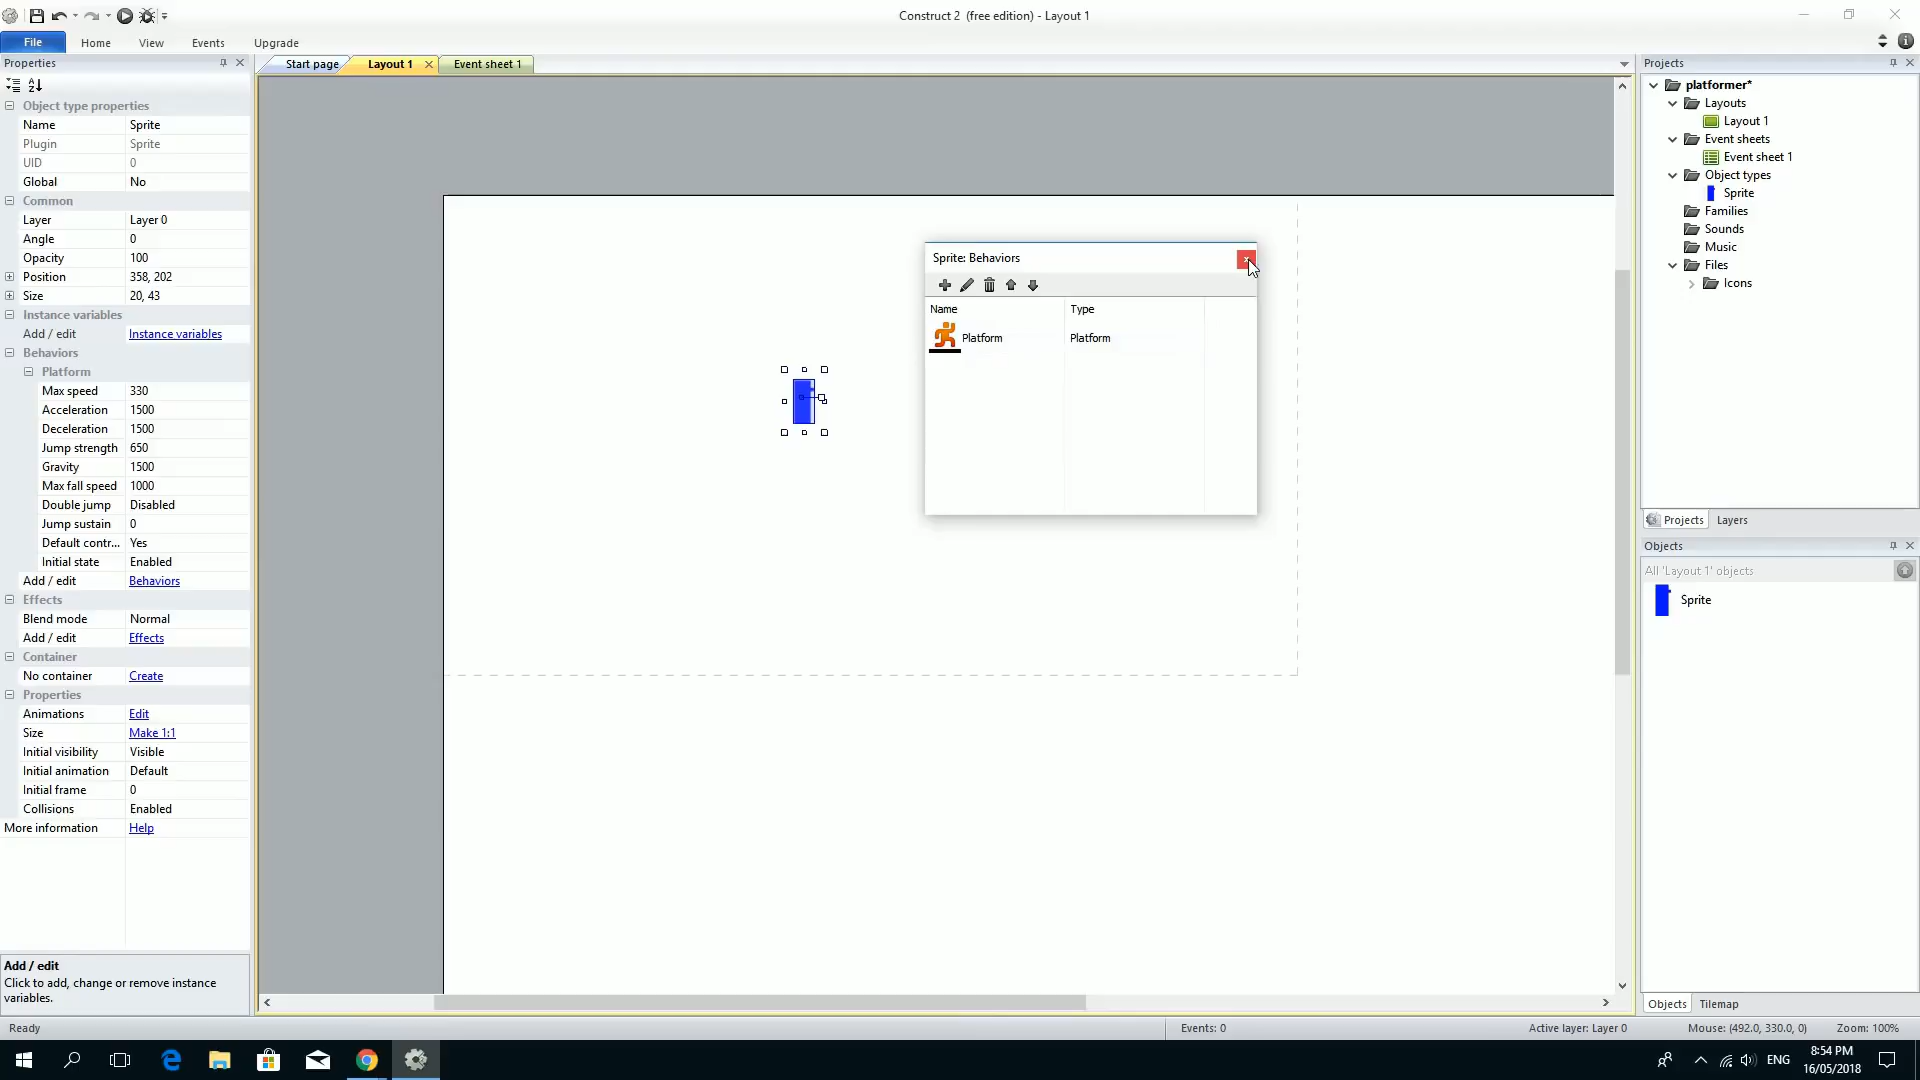 Construct 2 (free edition) - Layout 1
File Home View Events Upgrade
Properties
Start page Layout 1 Event sheet 1
Object type properties
Name Sprite
Plugin Sprite
UID 0
Global No
Common
Layer Layer 0
Angle 0
Opacity 100
Position 358, 202
Size 20, 43
Instance variables
Add / edit Instance variables
Behaviors
Platform
Max speed 330
Acceleration 1500
Deceleration 1500
Jump strength 650
Gravity 1500
Max fall speed 1000
Double jump Disabled
Jump sustain 0
Default contr... Yes
Initial state Enabled
Add / edit Behaviors
Effects
Blend mode Normal
Add / edit Effects
Container
No container Create
Properties
Animations Edit
Size Make 1:1
Initial visibility Visible
Initial animation Default
Initial frame 0
Collisions Enabled
More information Help
Add / edit
Click to add, change or remove instance
variables.
Sprite: Behaviors
Name Type
Platform Platform
Projects
platformer*
Layouts
Layout 1
Event sheets
Event sheet 1
Object types
Sprite
Families
Sounds
Music
Files
Icons
Projects Layers
Objects
All 'Layout 1' objects
Sprite
Objects Tilemap
Ready Events: 0 Active layer: Layer 0 Mouse: (492.0, 330.0, 0) Zoom: 100%
ENG
8:54 PM
16/05/2018